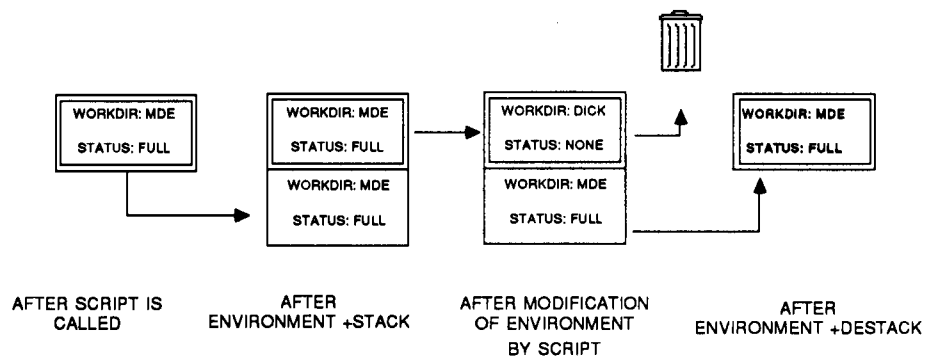 WORKDIR: MDE
STATUS: FULL
WORKDIR: MDE
STATUS: FULL
WORKDIR: MDE
STATUS: FULL
WORKDIR: DICK
STATUS: NONE
WORKDIR: MDE
STATUS: FULL
WORKDIR: MDE
STATUS: FULL
AFTER SCRIPT IS
CALLED
AFTER
ENVIRONMENT +STACK
AFTER MODIFICATION
OF ENVIRONMENT
BY SCRIPT
AFTER
ENVIRONMENT +DESTACK